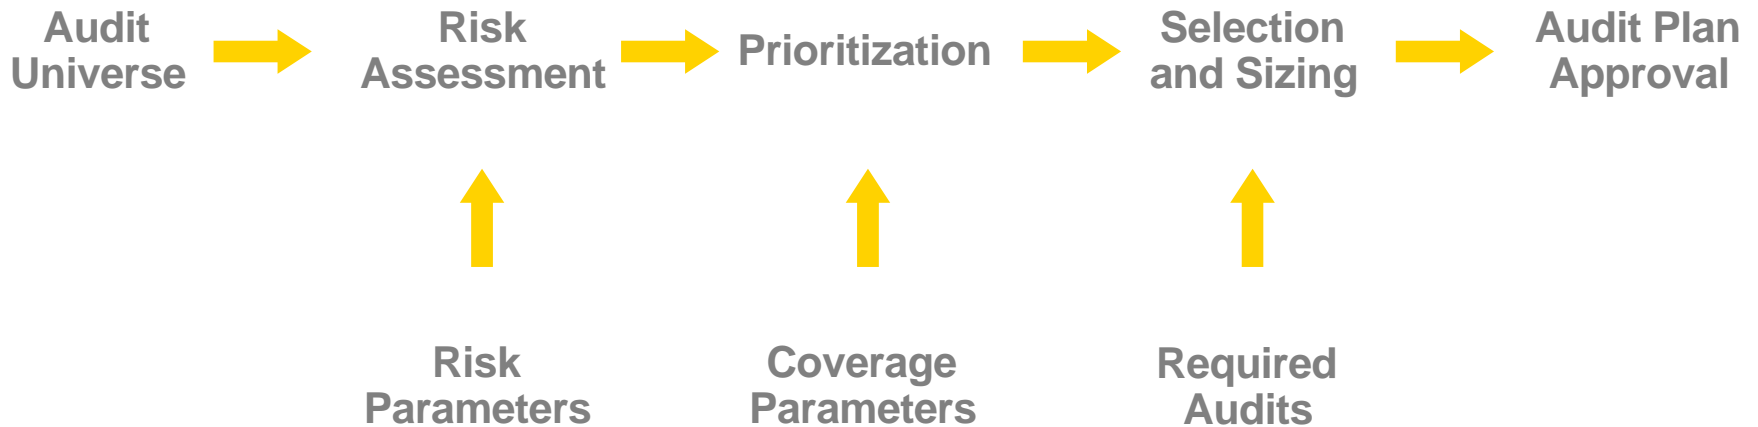 Audit
Universe
Risk
Assessment
Prioritization
Selection
and Sizing
Audit Plan
Approval
Risk
Parameters
Coverage
Parameters
Required
Audits